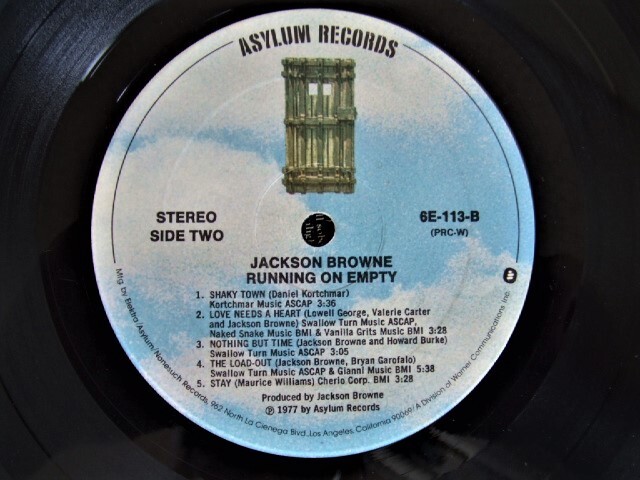 ASYLUM RECORDS
STEREO
SIDE TWO
6E-113-B
(PRC-W)
JACKSON BROWNE
RUNNING ON EMPTY
1. SHAKY TOWN (Daniel Kortchmar)
Kortchmar Music ASCAP 3:36
2. LOVE NEEDS A HEART (Lowell George, Valerie Carter
and Jackson Browne) Swallow Turn Music ASCAP,
Naked Snake Music BMI & Vanilla Grits Music BMI 3:28
3. NOTHING BUT TIME (Jackson Browne and Howard Burke)
Swallow Turn Music ASCAP 3:05
4. THE LOAD-OUT (Jackson Browne, Bryan Garofalo)
Swallow Turn Music ASCAP & Gianni Music BMI 5:38
5. STAY (Maurice Williams) Cherio Corp. BMI 3:28
Produced by Jackson Browne
℗ 1977 by Asylum Records
Mfg by Elektra/Asylum/Nonesuch Records, 962 North La Cienega Blvd., Los Angeles, California 90069. A Division of Warner Communications Inc.